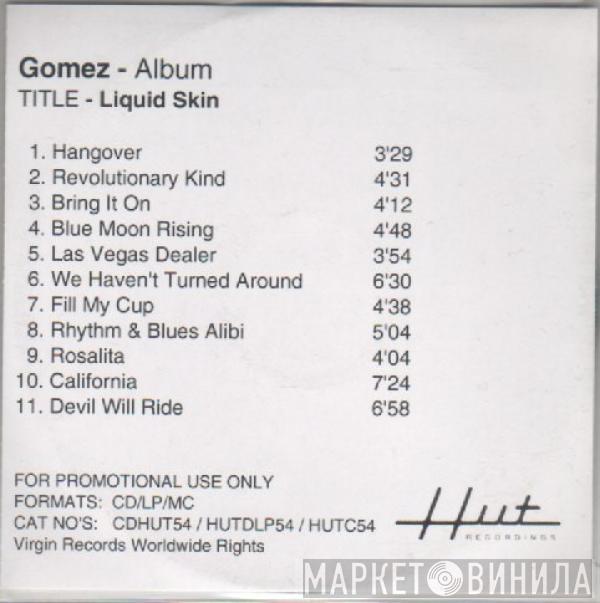 Gomez - Album
TITLE - Liquid Skin
1. Hangover 3'29
2. Revolutionary Kind 4'31
3. Bring It On 4'12
4. Blue Moon Rising 4'48
5. Las Vegas Dealer 3'54
6. We Haven't Turned Around 6'30
7. Fill My Cup 4'38
8. Rhythm & Blues Alibi 5'04
9. Rosalita 4'04
10. California 7'24
11. Devil Will Ride 6'58
FOR PROMOTIONAL USE ONLY
FORMATS: CD/LP/MC
CAT NO'S: CDHUT54 / HUTDLP54 / HUTC54
Virgin Records Worldwide Rights
Hut
RECORDINGS
МАРКЕТ ВИНИЛА